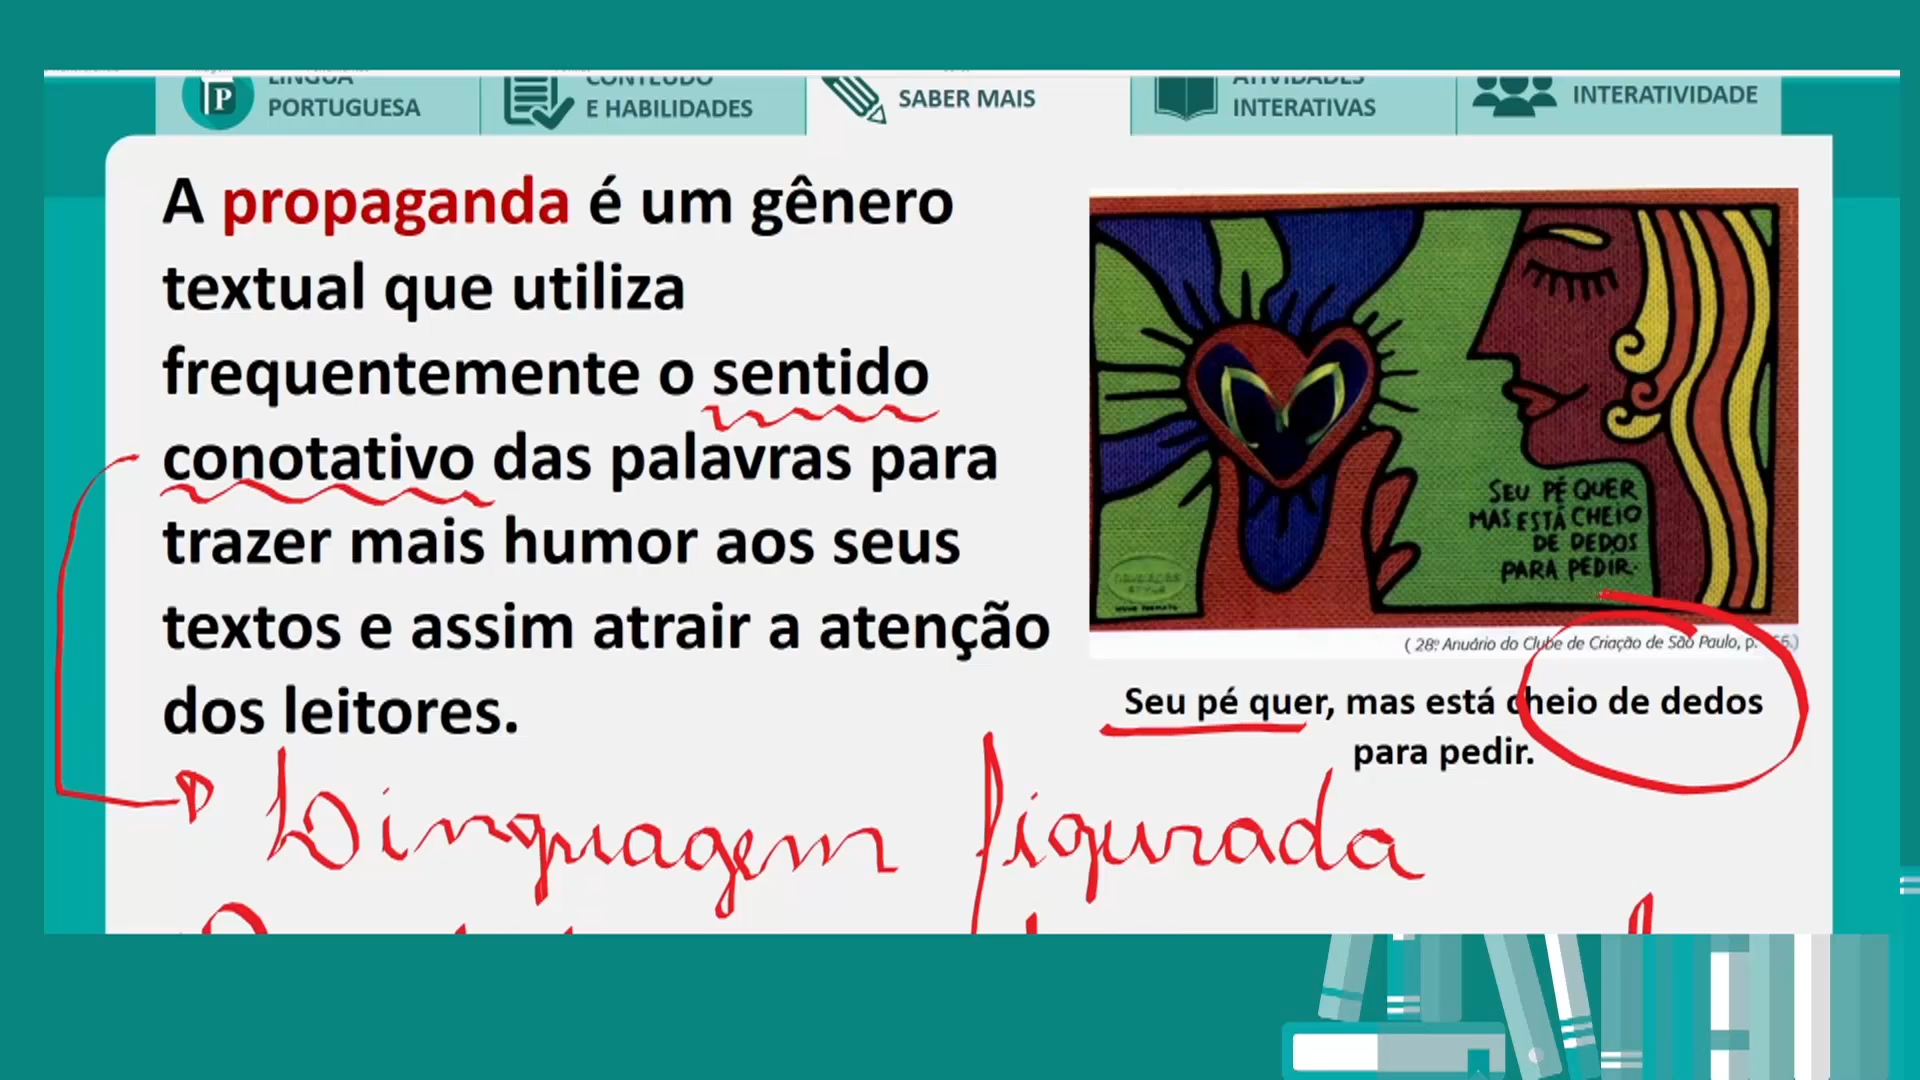 LÍNGUA
PORTUGUESA
CONTEÚDO
E HABILIDADES
SABER MAIS
ATIVIDADES
INTERATIVAS
INTERATIVIDADE
A propaganda é um gênero
textual que utiliza
frequentemente o sentido
conotativo das palavras para
trazer mais humor aos seus
textos e assim atrair a atenção
dos leitores.
SEU PÉ QUER
MAS ESTÁ CHEIO
DE DEDOS
PARA PEDIR.
( 28º Anuário do Clube de Criação de São Paulo, p.
Seu pé quer, mas está cheio de dedos
para pedir.
Linguagem figurada